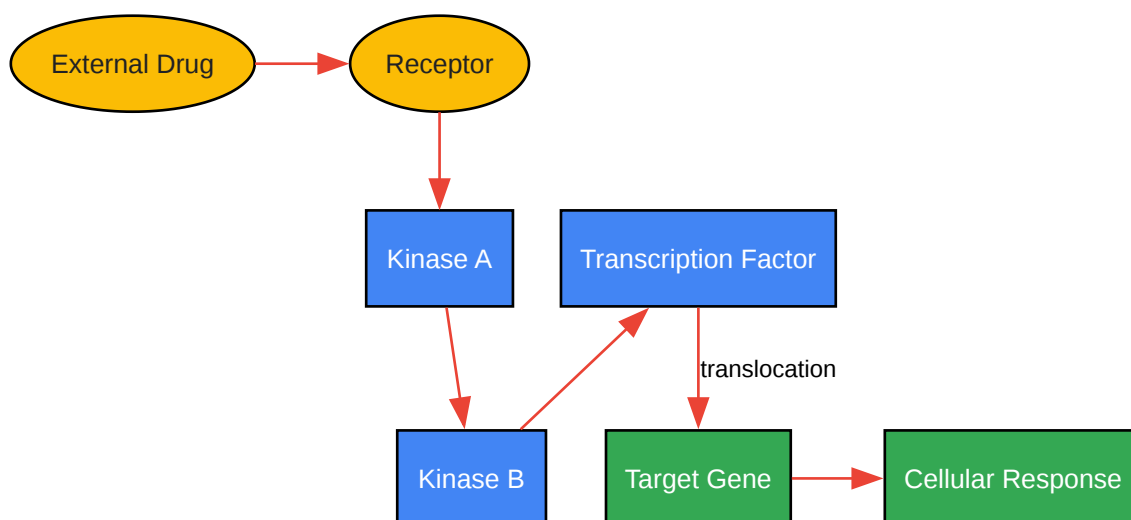 External Drug
Receptor
Kinase A
Transcription Factor
translocation
Kinase B
Target Gene
Cellular Response